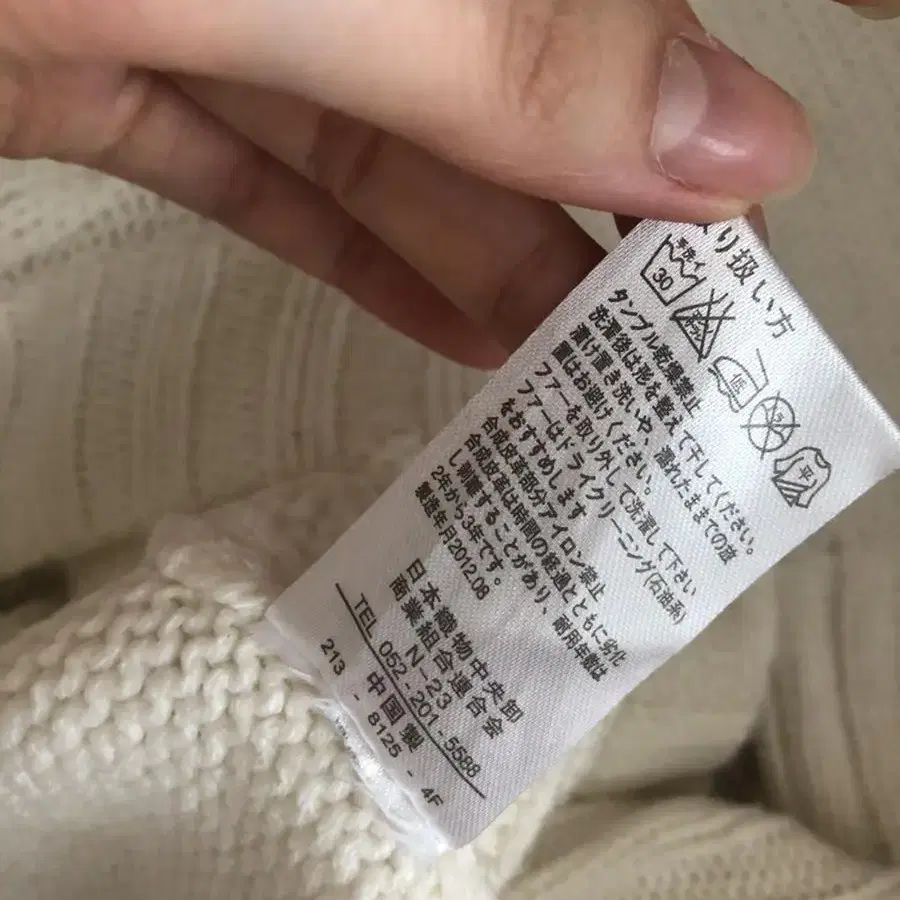 り扱い方
手洗イ
30
低
平
タンブル乾燥禁止
洗濯後は形を整えて干してください。
漬け置き洗いや、濡れたままでの放
置はお避けください。
ファーを取り外して洗濯して下さい
ファーはドライクリーニング(石油系)
をおすすめします
合成皮革部分アイロン禁止
合成皮革は時間の経過とともに劣化
し剥離することがあり、耐用年数は
2年から3年です。
製造年月2012.08
日本織物中央卸
商業組合連合会
N-23
TEL 052-201-5588
中国製
213 - 8125 - 4F